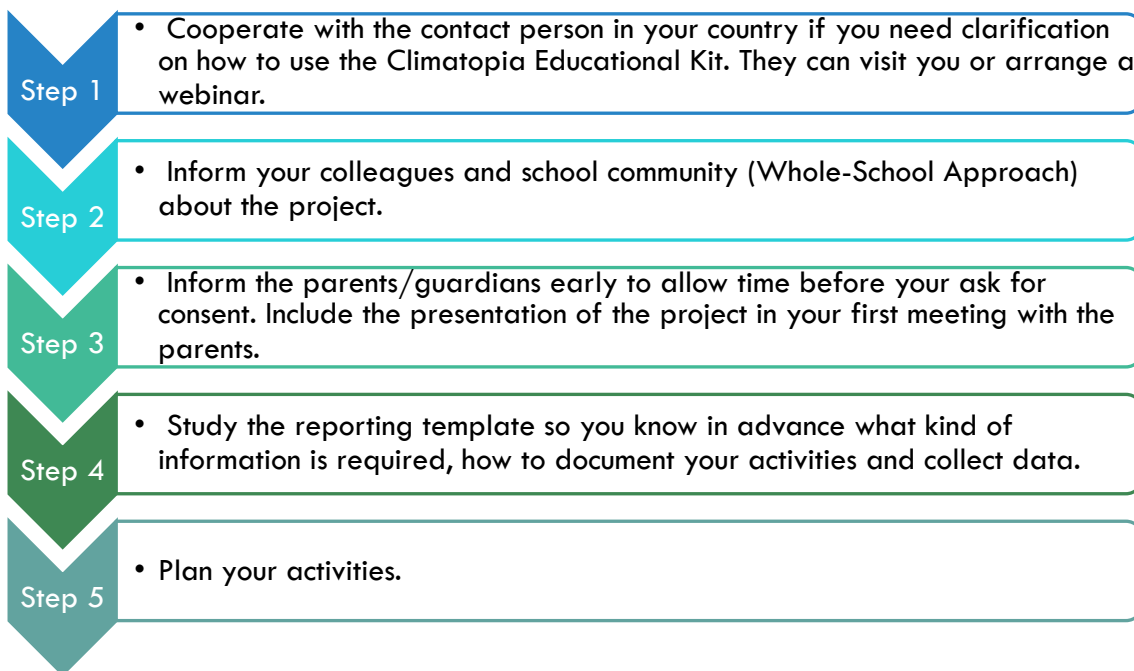 Step 1
• Cooperate with the contact person in your country if you need clarification
on how to use the Climatopia Educational Kit. They can visit you or arrange a
webinar.
Step 2
• Inform your colleagues and school community (Whole-School Approach)
about the project.
Step 3
• Inform the parents/guardians early to allow time before your ask for
consent. Include the presentation of the project in your first meeting with the
parents.
Step 4
• Study the reporting template so you know in advance what kind of
information is required, how to document your activities and collect data.
Step 5
• Plan your activities.